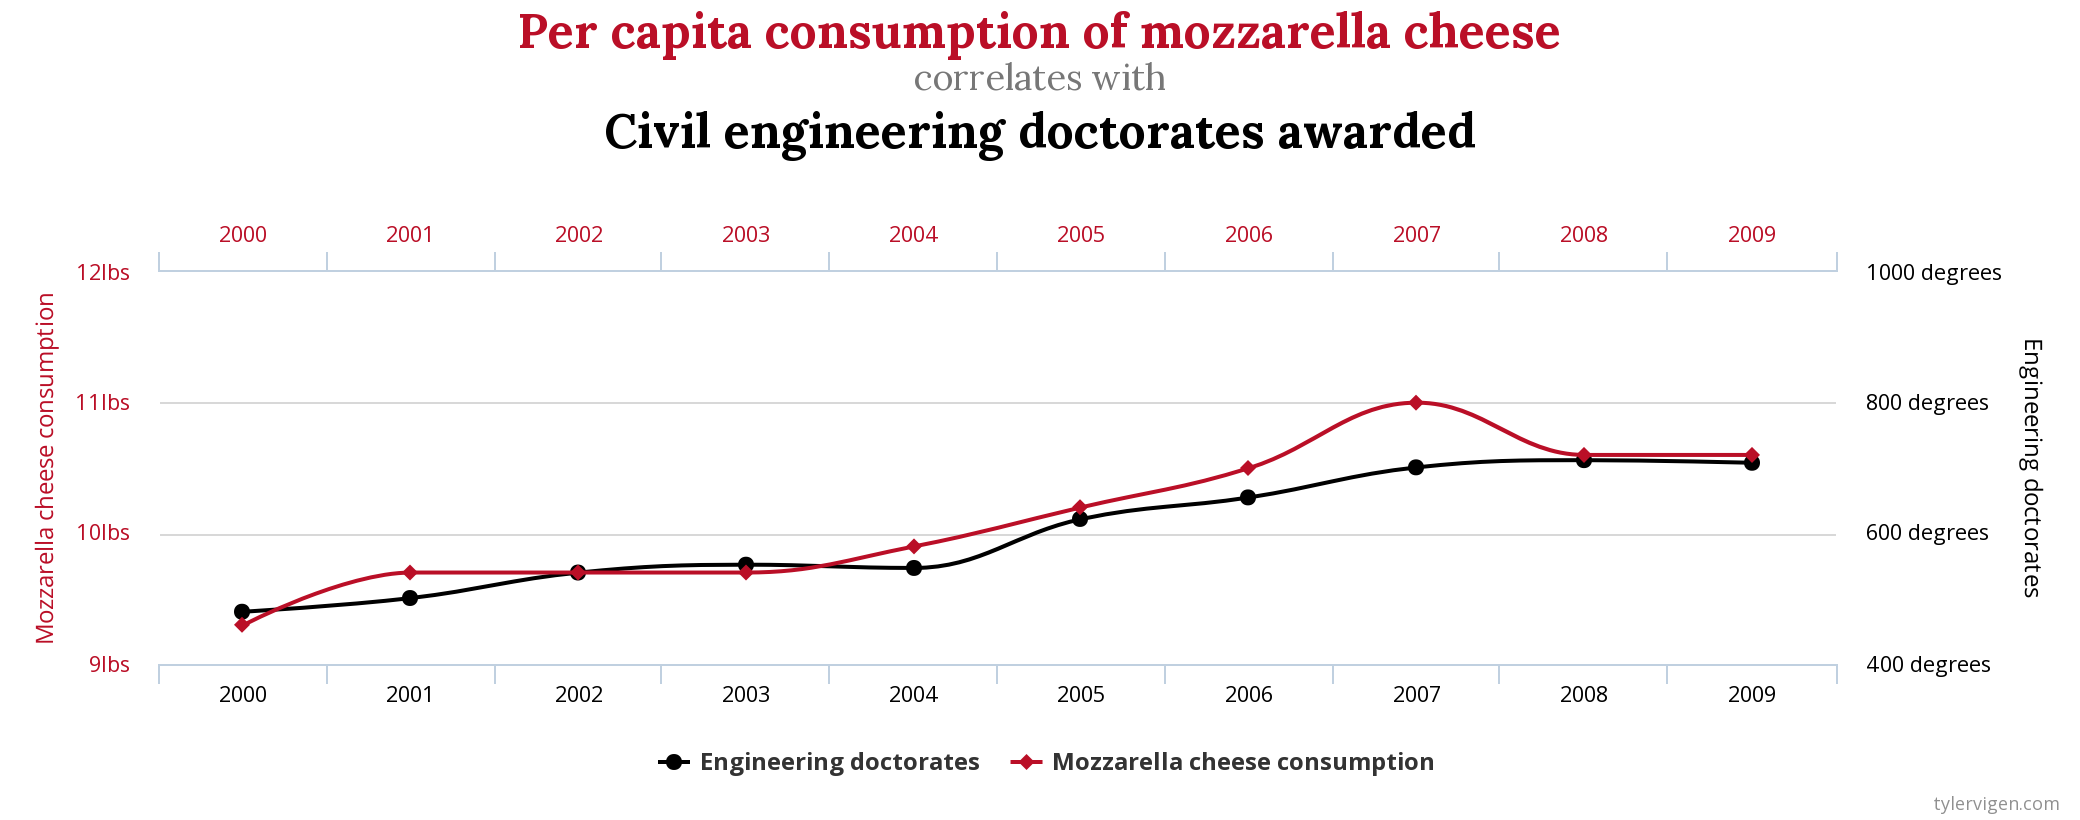 Per capita consumption of mozzarella cheese
correlates with
Civil engineering doctorates awarded
2000 2001 2002 2003 2004 2005 2006 2007 2008 2009
12lbs 1000 degrees
Mozzarella cheese consumption
Engineering doctorates
11lbs 800 degrees
10lbs 600 degrees
9lbs 400 degrees
2000 2001 2002 2003 2004 2005 2006 2007 2008 2009
Engineering doctorates Mozzarella cheese consumption
tylervigen.com